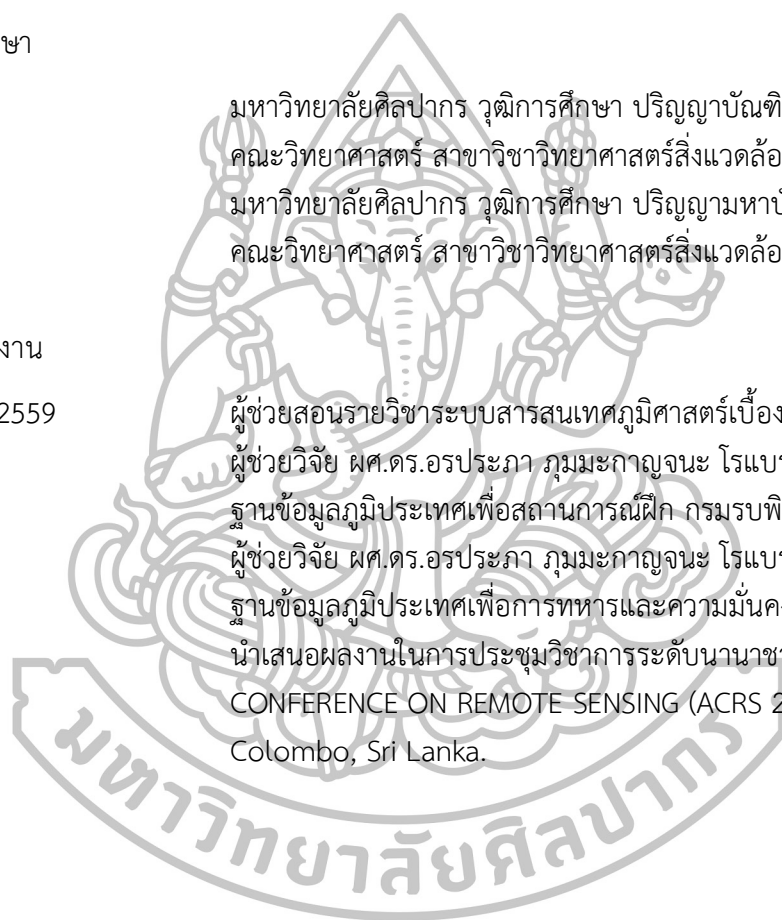 ษา
มหาวิทยาลัยศิลปากร วุฒิการศึกษา ปริญญาบัณฑิ
คณะวิทยาศาสตร์ สาขาวิชาวิทยาศาสตร์สิ่งแวดล้อ
มหาวิทยาลัยศิลปากร วุฒิการศึกษา ปริญญามหาบั
คณะวิทยาศาสตร์ สาขาวิชาวิทยาศาสตร์สิ่งแวดล้อ
งาน
2559 ผู้ช่วยสอนรายวิชาระบบสารสนเทศภูมิศาสตร์เบื้อง
ผู้ช่วยวิจัย ผศ.ดร.อรประภา ภุมมะกาญจนะ โรแบร
ฐานข้อมูลภูมิประเทศเพื่อสถานการณ์ฝึก กรมรบพิ
ผู้ช่วยวิจัย ผศ.ดร.อรประภา ภุมมะกาญจนะ โรแบร
ฐานข้อมูลภูมิประเทศเพื่อการทหารและความมั่นค
นำเสนอผลงานในการประชุมวิชาการระดับนานาชา
CONFERENCE ON REMOTE SENSING (ACRS 2
Colombo, Sri Lanka.
มหาวิทยาลัยศิลปากร